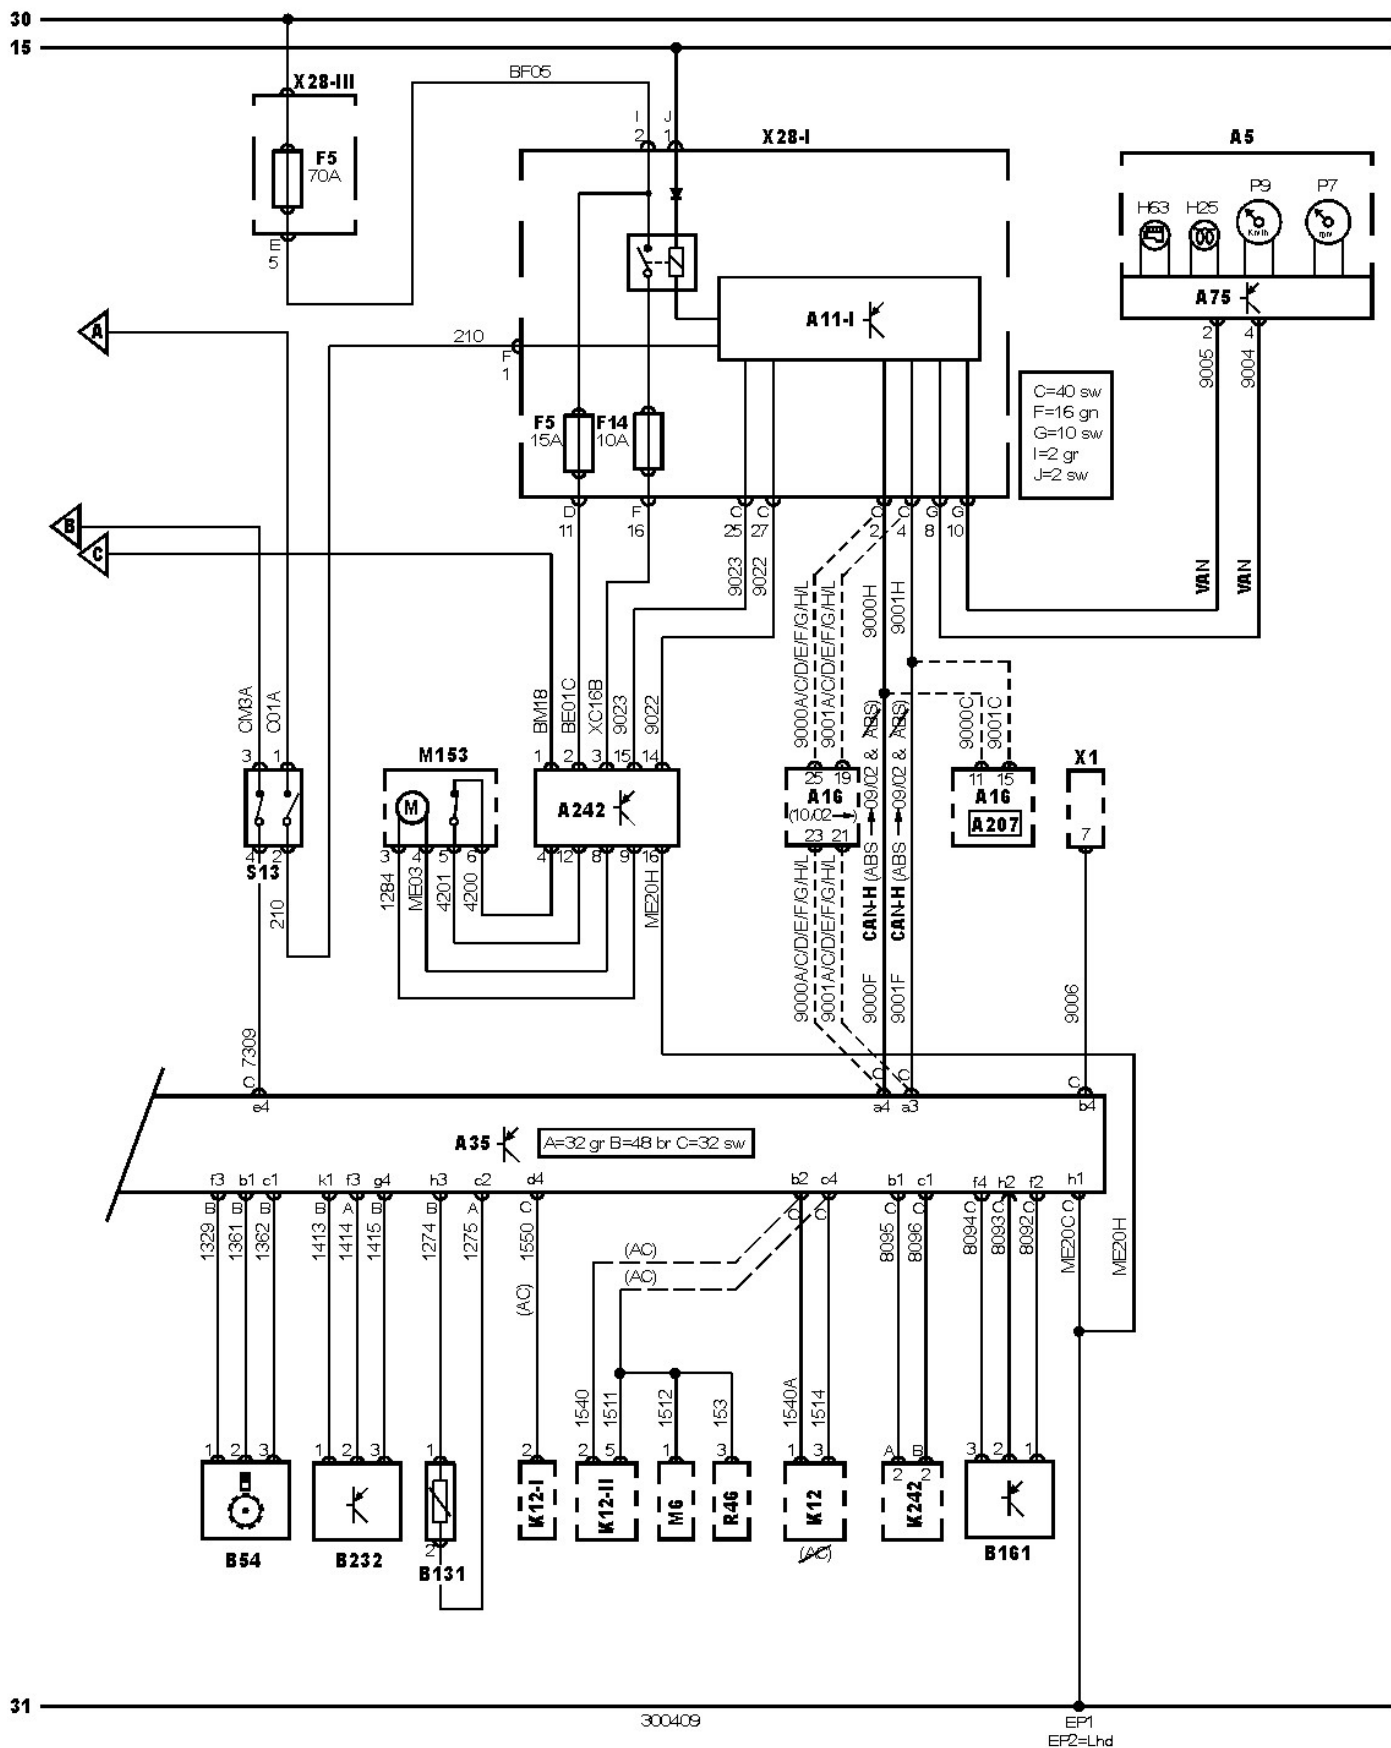 30
15
BF05
X28-III
F5
70A
E
5
I
2
J
1
X28-I
A5
H63
H25
P9
Km/h
P7
rpm
A75
2
4
9005
9004
A11-I
210
F
1
A
F5
15A
F14
10A
C=40 sw
F=16 gn
G=10 sw
I=2 gr
J=2 sw
D
11
F
16
C
25
C
27
C
2
C
4
G
8
G
10
B
C
9023
9022
9000A/C/D/E/F/G/H/L
9001A/C/D/E/F/G/H/L
9000H
9001H
VAN
VAN
CM3A
C01A
BM18
BE01C
XC16B
9023
9022
9000C
9001C
3
1
M153
1
2
3
15
14
25
19
11
15
X1
M
A242
A16
(10/02 → )
A16
A207
7
23
21
4
2
S13
3
4
5
6
4
12
8
9
16
1284
ME03
4201
4200
ME20H
210
CAN-H (ABS → 09/02 & ABS)
CAN-H (ABS → 09/02 & ABS)
9000A/C/D/E/F/G/H/L
9001A/C/D/E/F/G/H/L
9000F
9001F
9006
7309
C
e4
C
a4
C
a3
C
b4
A35
A=32 gr B=48 br C=32 sw
f3
b1
c1
k1
f3
g4
h3
c2
d4
b2
c4
b1
c1
f4
h2
f2
h1
B
B
B
B
A
B
B
A
C
C
C
C
C
C
C
C
C
1329
1361
1362
1413
1414
1415
1274
1275
1550
(AC)
(AC)
(AC)
8095
8096
8094
8093
8092
ME20C
ME20H
1540
1511
1512
153
1540A
1514
1
2
3
1
2
3
1
2
2
5
1
3
1
3
A
B
3
2
1
2
2
K12-I
K12-II
M6
R46
K12
K242
2
B54
B232
B131
(AC)
B161
31
300409
EP1
EP2=Lhd